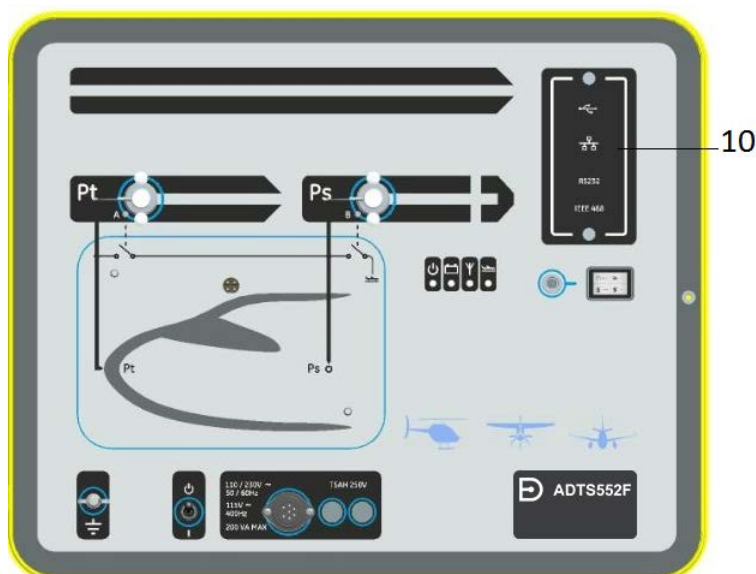 10
RS232
IEEE 488
Pt
Ps
A
B
Pt
Ps
110 / 230V ~
50 / 60Hz
115V ~
400Hz
200 VA MAX
T5AH 250V
I
ADTS552F